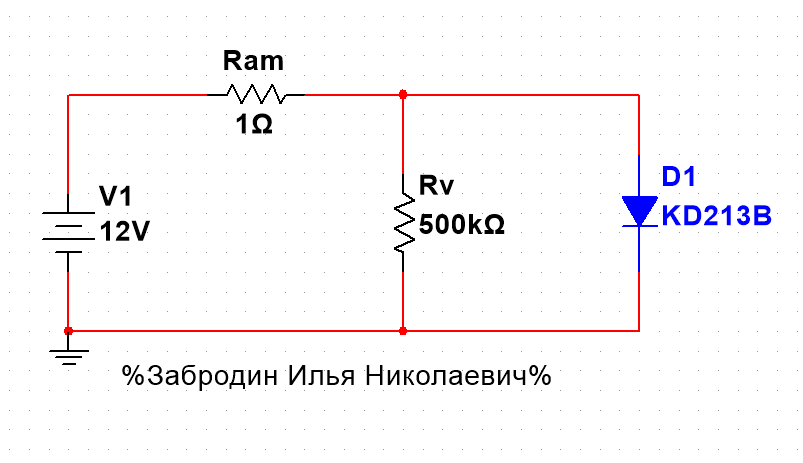 Ram
1Ω
V1
12V
Rv
500kΩ
D1
KD213B
%Забродин Илья Николаевич%